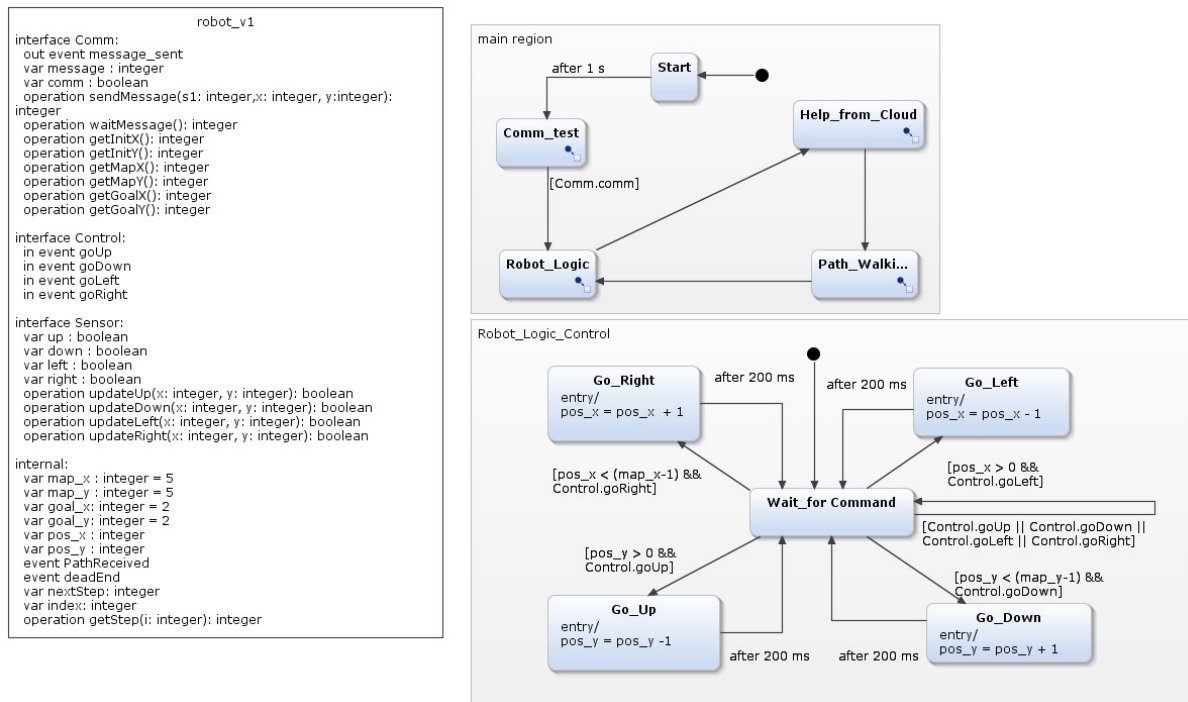 robot_v1
interface Comm:
out event message_sent
var message : integer
var comm : boolean
operation sendMessage(s1: integer,x: integer, y:integer):
integer
operation waitMessage(): integer
operation getInitX(): integer
operation getInitY(): integer
operation getMapX(): integer
operation getMapY(): integer
operation getGoalX(): integer
operation getGoalY(): integer
interface Control:
in event goUp
in event goDown
in event goLeft
in event goRight
interface Sensor:
var up : boolean
var down : boolean
var left : boolean
var right : boolean
operation updateUp(x: integer, y: integer): boolean
operation updateDown(x: integer, y: integer): boolean
operation updateLeft(x: integer, y: integer): boolean
operation updateRight(x: integer, y: integer): boolean
internal:
var map_x : integer = 5
var map_y : integer = 5
var goal_x: integer = 2
var goal_y: integer = 2
var pos_x : integer
var pos_y : integer
event PathReceived
event deadEnd
var nextStep: integer
var index: integer
operation getStep(i: integer): integer
main region
Start
after 1 s
Comm_test
Help_from_Cloud
[Comm.comm]
Robot_Logic
Path_Walki...
Robot_Logic_Control
Go_Right
entry/
pos_x = pos_x + 1
after 200 ms
after 200 ms
Go_Left
entry/
pos_x = pos_x - 1
[pos_x < (map_x-1) &&
Control.goRight]
[pos_x > 0 &&
Control.goLeft]
Wait_for Command
[Control.goUp || Control.goDown ||
Control.goLeft || Control.goRight]
[pos_y > 0 &&
Control.goUp]
[pos_y < (map_y-1) &&
Control.goDown]
Go_Up
entry/
pos_y = pos_y -1
after 200 ms
after 200 ms
Go_Down
entry/
pos_y = pos_y + 1